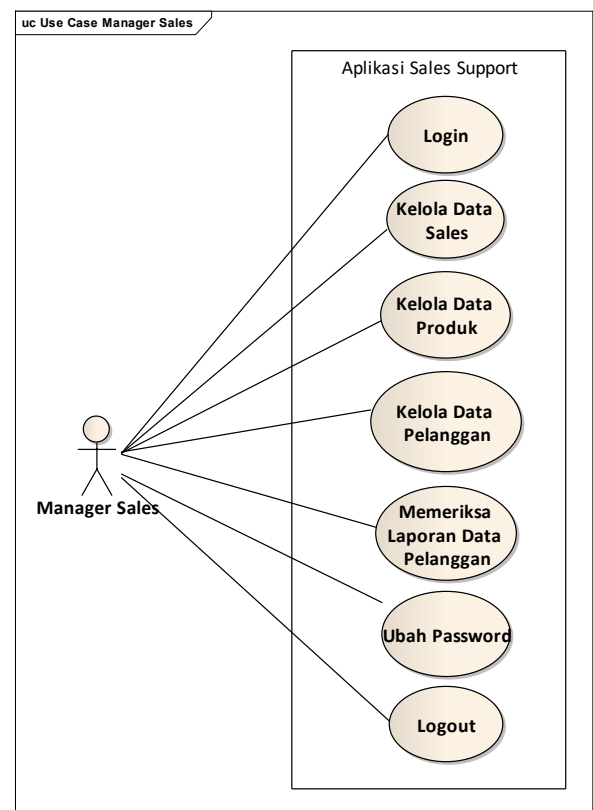 uc Use Case Manager Sales
Aplikasi Sales Support
Login
Kelola Data
Sales
Kelola Data
Produk
Kelola Data
Pelanggan
Manager Sales
Memeriksa
Laporan Data
Pelanggan
Ubah Password
Logout